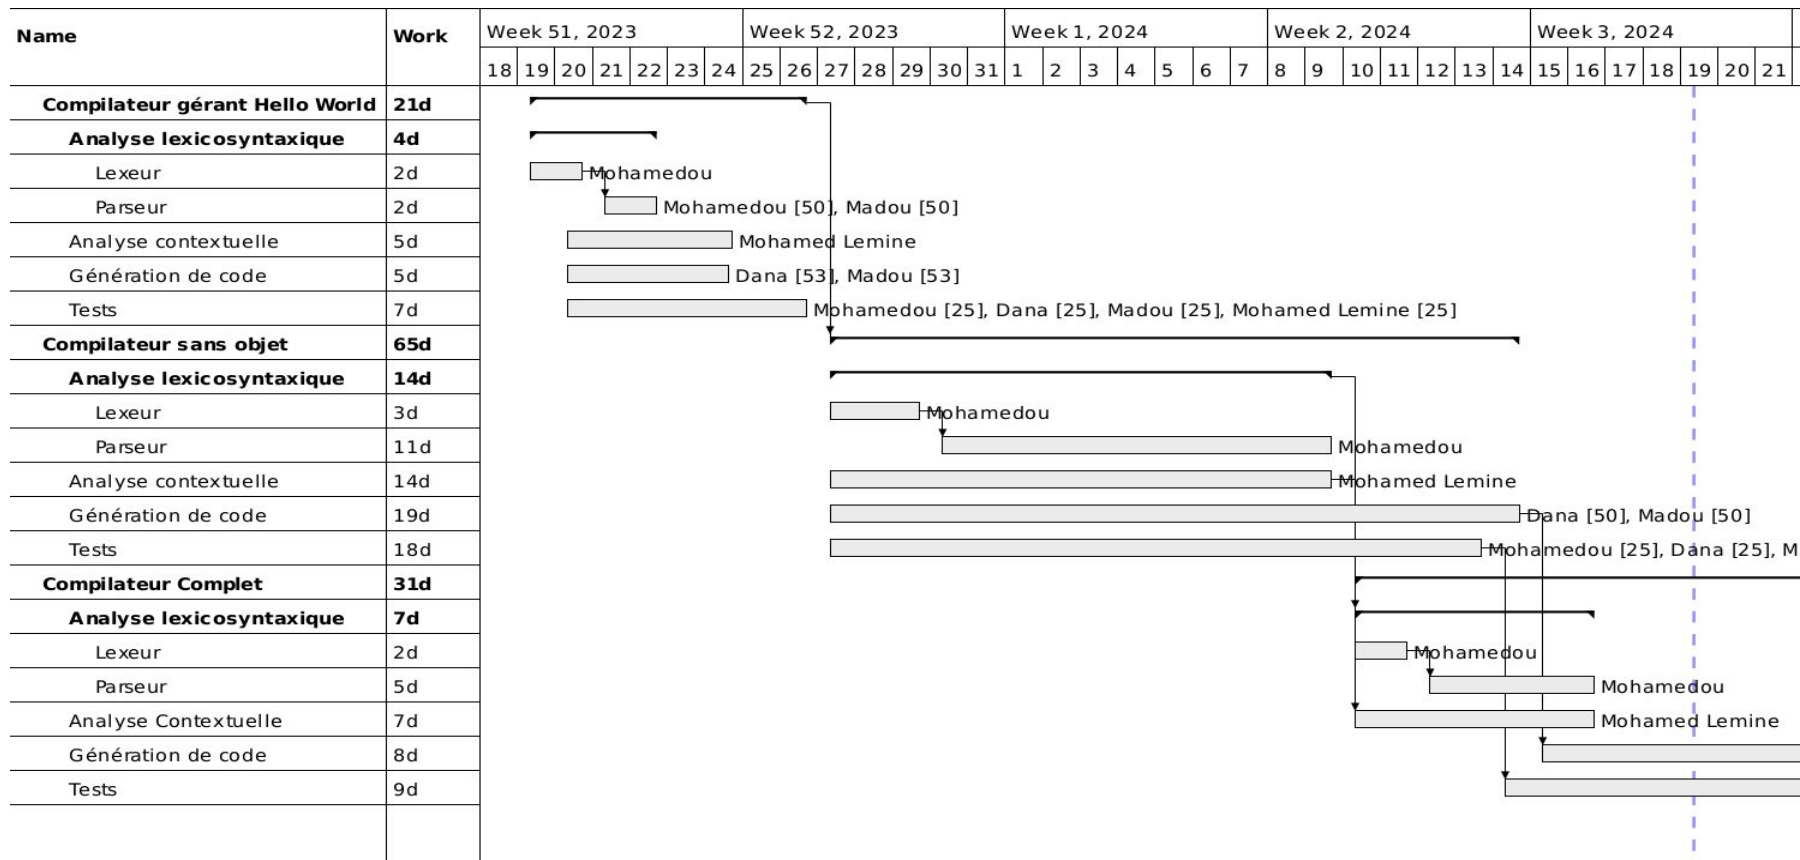 Name Work Week 51, 2023 Week 52, 2023 Week 1, 2024 Week 2, 2024 Week 3, 2024
18 19 20 21 22 23 24 25 26 27 28 29 30 31 1 2 3 4 5 6 7 8 9 10 11 12 13 14 15 16 17 18 19 20 21
Compilateur gérant Hello World 21d
Analyse lexicosyntaxique 4d
Lexeur 2d Mohamedou
Parseur 2d Mohamedou [50], Madou [50]
Analyse contextuelle 5d Mohamed Lemine
Génération de code 5d Dana [53], Madou [53]
Tests 7d Mohamedou [25], Dana [25], Madou [25], Mohamed Lemine [25]
Compilateur sans objet 65d
Analyse lexicosyntaxique 14d
Lexeur 3d Mohamedou
Parseur 11d Mohamedou
Analyse contextuelle 14d Mohamed Lemine
Génération de code 19d Dana [50], Madou [50]
Tests 18d Mohamedou [25], Dana [25], M
Compilateur Complet 31d
Analyse lexicosyntaxique 7d
Lexeur 2d Mohamedou
Parseur 5d Mohamedou
Analyse Contextuelle 7d Mohamed Lemine
Génération de code 8d
Tests 9d